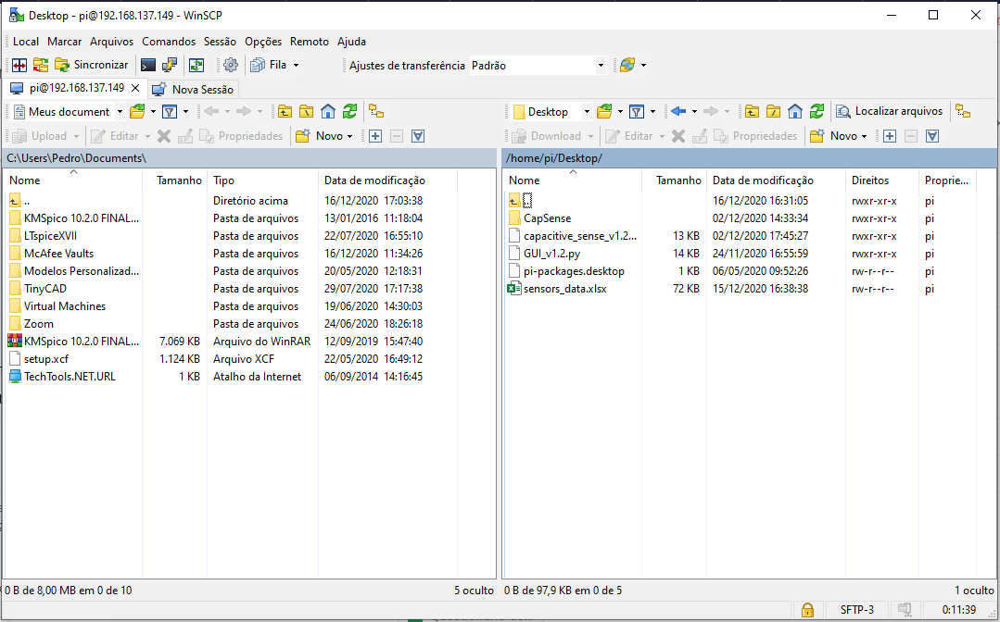 Desktop - pi@192.168.137.149 - WinSCP
Local Marcar Arquivos Comandos Sessão Opções Remoto Ajuda
Sincronizar Fila Ajustes de transferência Padrão
pi@192.168.137.149 Nova Sessão
Meus document
Upload Editar Propriedades Novo
C:\Users\Pedro\Documents\
Nome Tamanho Tipo Data de modificação
.. Diretório acima 16/12/2020 17:03:38
KMSpico 10.2.0 FINAL... Pasta de arquivos 13/01/2016 11:18:04
LTspiceXVII Pasta de arquivos 22/07/2020 16:55:10
McAfee Vaults Pasta de arquivos 16/12/2020 11:34:26
Modelos Personalizad... Pasta de arquivos 20/05/2020 12:18:31
TinyCAD Pasta de arquivos 29/07/2020 17:17:38
Virtual Machines Pasta de arquivos 19/06/2020 14:30:03
Zoom Pasta de arquivos 24/06/2020 18:26:18
KMSpico 10.2.0 FINAL... 7.069 KB Arquivo do WinRAR 12/09/2019 15:47:40
setup.xcf 1.124 KB Arquivo XCF 22/05/2020 16:49:12
TechTools.NET.URL 1 KB Atalho da Internet 06/09/2014 14:16:45
0 B de 8,00 MB em 0 de 10 5 oculto
Desktop Localizar arquivos
Download Editar Propriedades Novo
/home/pi/Desktop/
Nome Tamanho Data de modificação Direitos Proprie...
.. 16/12/2020 16:31:05 rwxr-xr-x pi
CapSense 02/12/2020 14:33:34 rwxr-xr-x pi
capacitive_sense_v1.2... 13 KB 02/12/2020 17:45:27 rwxr-xr-x pi
GUI_v1.2.py 14 KB 24/11/2020 16:55:59 rwxr-xr-x pi
pi-packages.desktop 1 KB 06/05/2020 09:52:26 rw-r--r-- pi
sensors_data.xlsx 72 KB 15/12/2020 16:38:38 rw-r--r-- pi
0 B de 97,9 KB em 0 de 5 1 oculto
SFTP-3 0:11:39